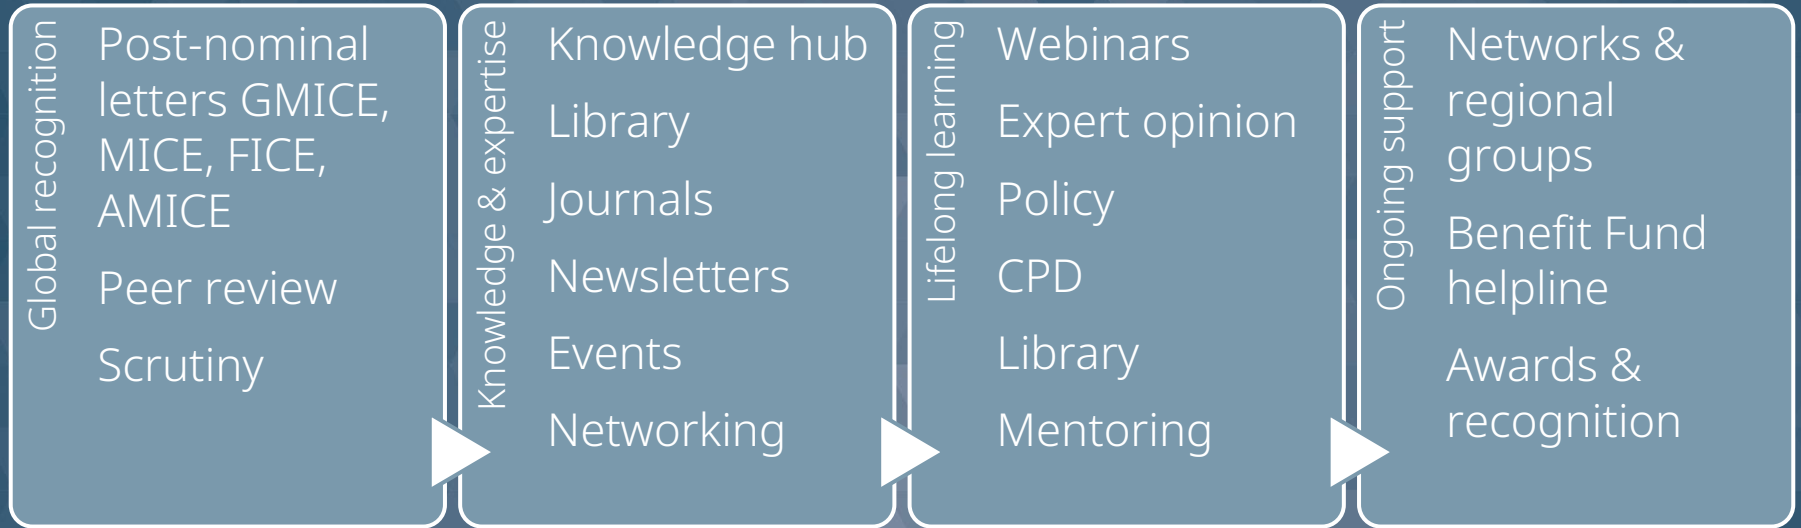 Global recognition
Post-nominal
letters GMICE,
MICE, FICE,
AMICE
Peer review
Scrutiny
Knowledge & expertise
Knowledge hub
Library
Journals
Newsletters
Events
Networking
Lifelong learning
Webinars
Expert opinion
Policy
CPD
Library
Mentoring
Ongoing support
Networks &
regional
groups
Benefit Fund
helpline
Awards &
recognition